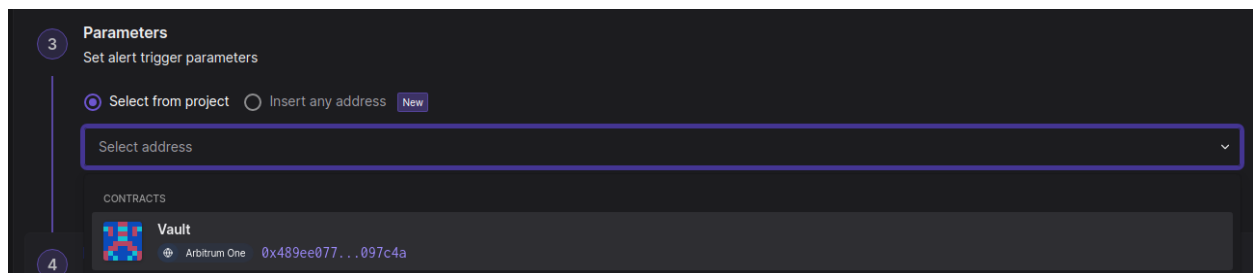 3
Parameters
Set alert trigger parameters
Select from project Insert any address New
Select address
CONTRACTS
Vault
Arbitrum One 0x489ee077...097c4a
4